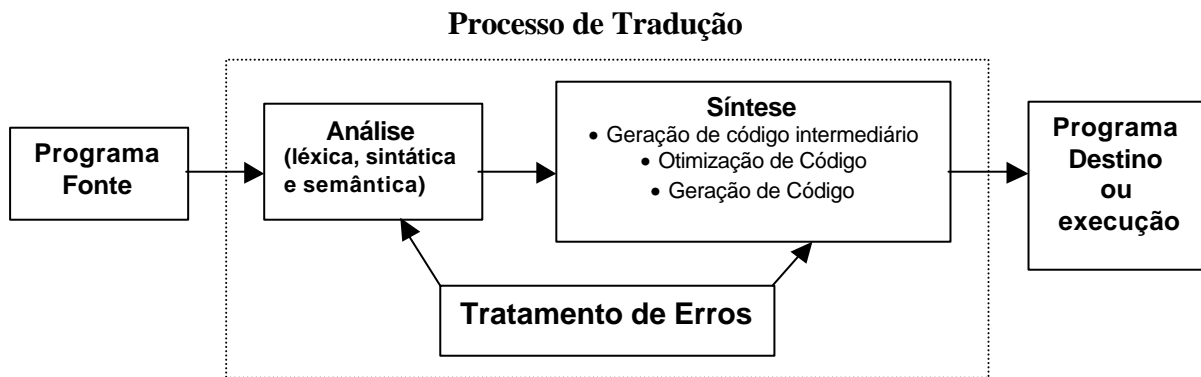 Processo de Tradução
Programa
Fonte
Análise
(léxica, sintática
e semântica)
Síntese
• Geração de código intermediário
• Otimização de Código
• Geração de Código
Programa
Destino
ou
execução
Tratamento de Erros